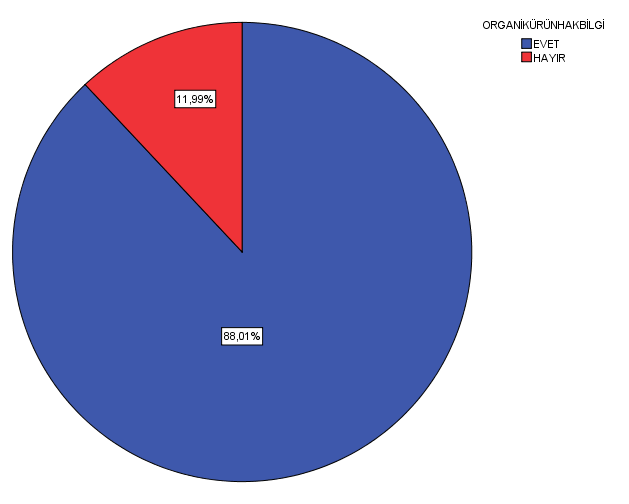 ORGANİKÜRÜNHAKBİLGİ
EVET
HAYIR
11,99%
88,01%